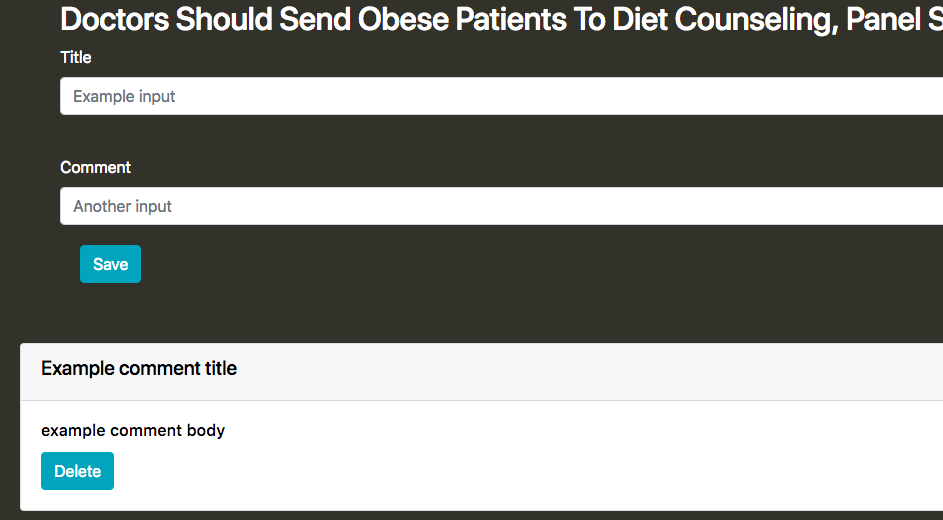 Doctors Should Send Obese Patients To Diet Counseling, Panel S
Title
Example input
Comment
Another input
Save
Example comment title
example comment body
Delete